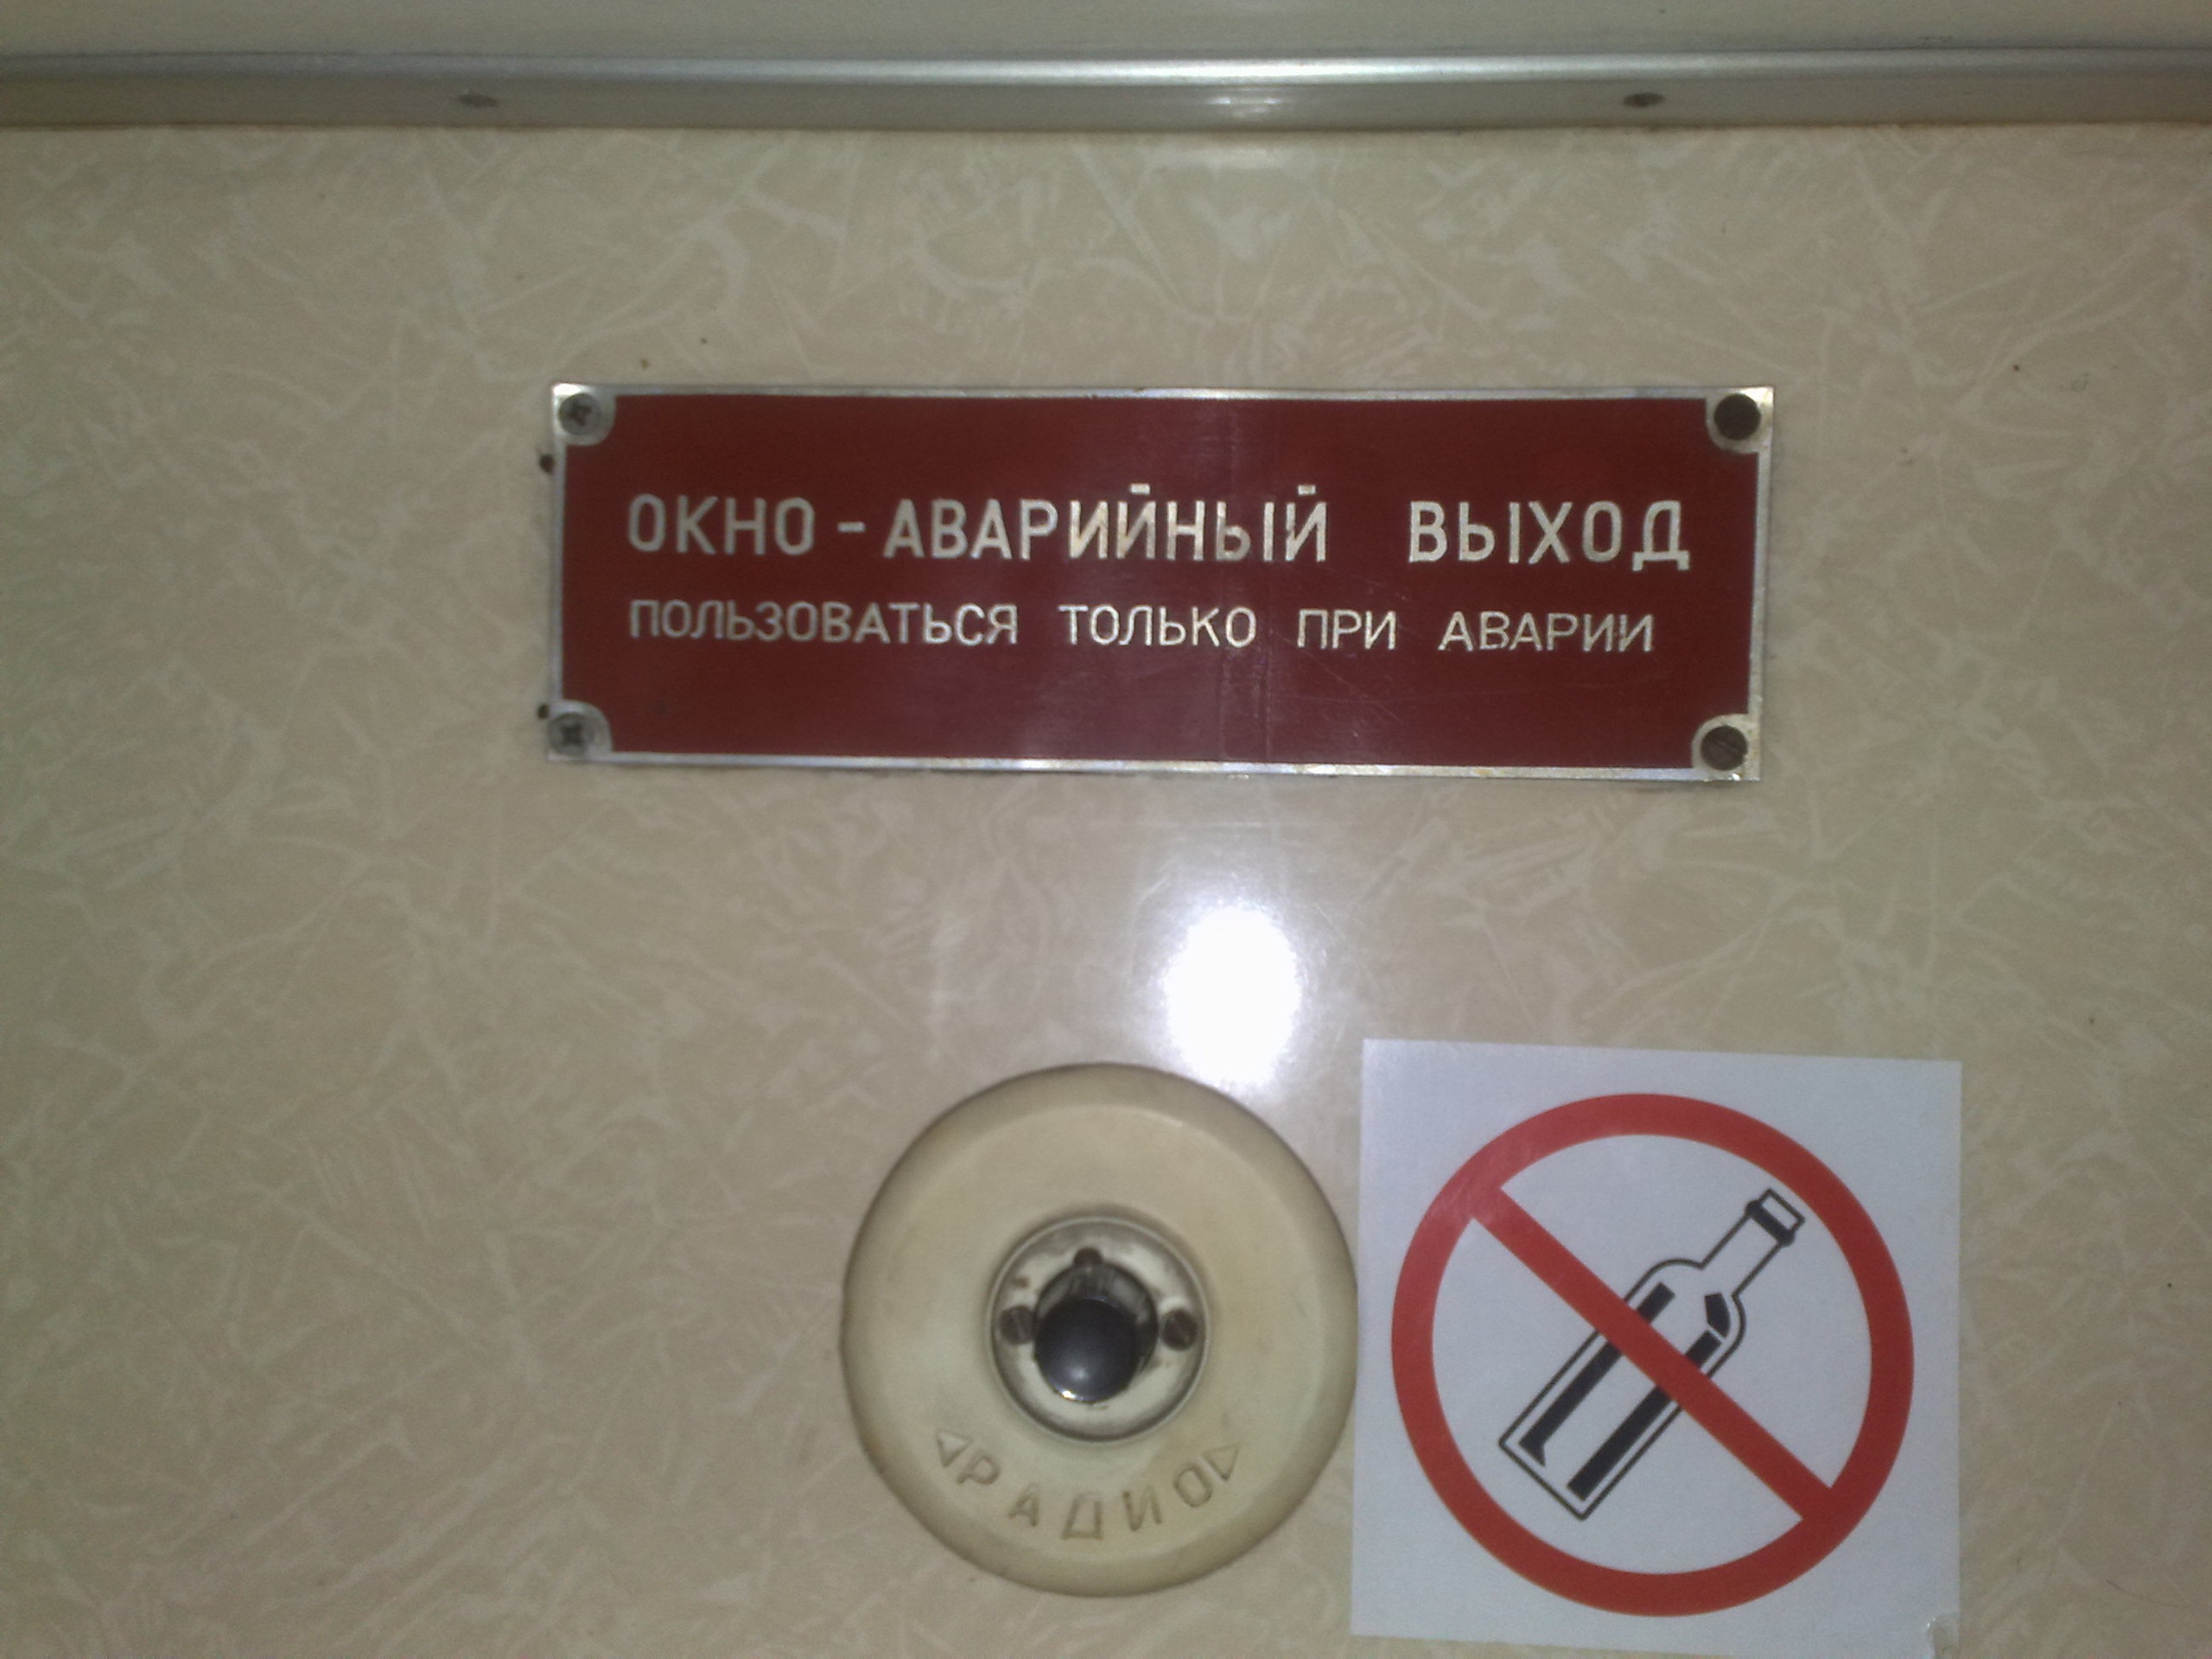 ОКНО - АВАРИЙНЫЙ ВЫХОД
ПОЛЬЗОВАТЬСЯ ТОЛЬКО ПРИ АВАРИИ
РАДИО